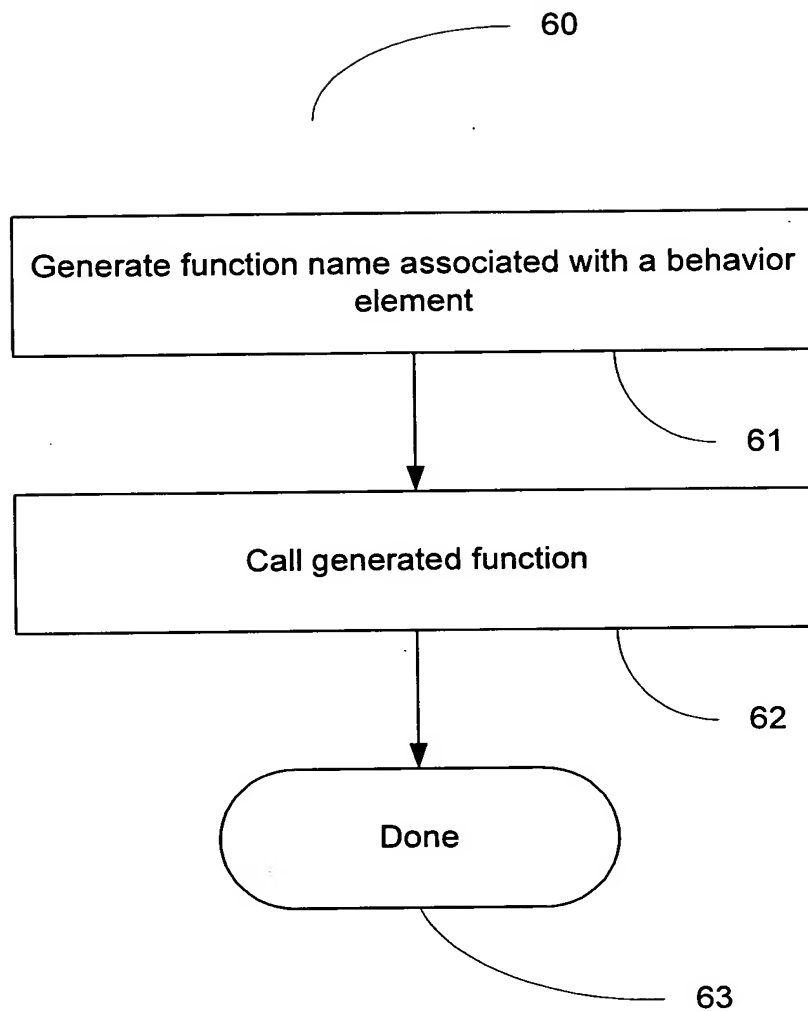 60
Generate function name associated with a behavior
element
61
Call generated function
62
Done
63